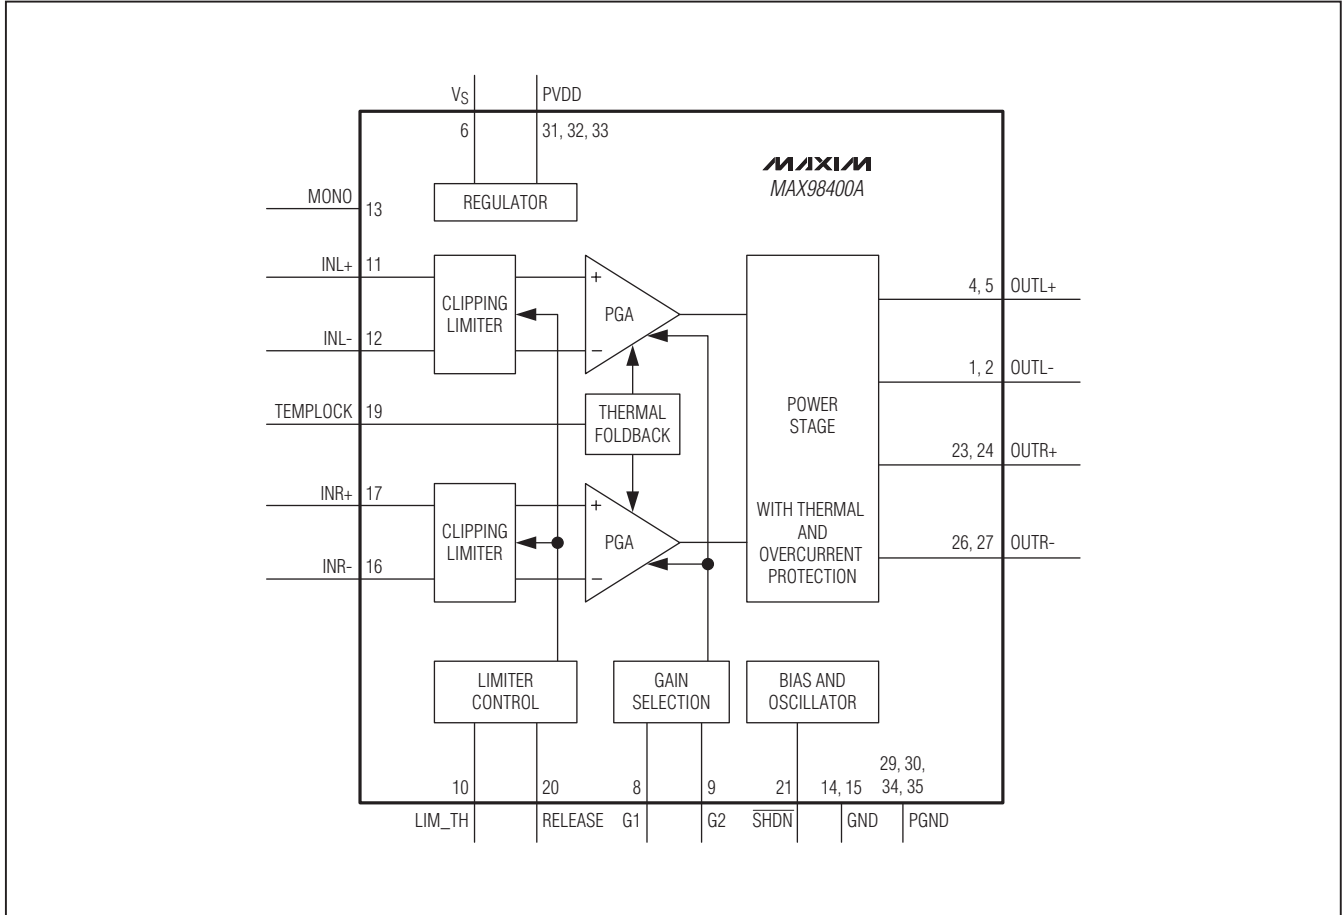 VS PVDD
6 31, 32, 33
MAXIM
MAX98400A
REGULATOR
MONO 13
INL+ 11
CLIPPING
LIMITER
INL- 12
+
PGA
−
4, 5 OUTL+
1, 2 OUTL-
TEMPLOCK 19
THERMAL
FOLDBACK
POWER
STAGE
23, 24 OUTR+
INR+ 17
CLIPPING
LIMITER
INR- 16
+
PGA
−
WITH THERMAL
AND
OVERCURRENT
PROTECTION
26, 27 OUTR-
LIMITER
CONTROL
GAIN
SELECTION
BIAS AND
OSCILLATOR
29, 30,
10 20 8 9 21 14, 15 34, 35
LIM_TH RELEASE G1 G2 SHDN GND PGND